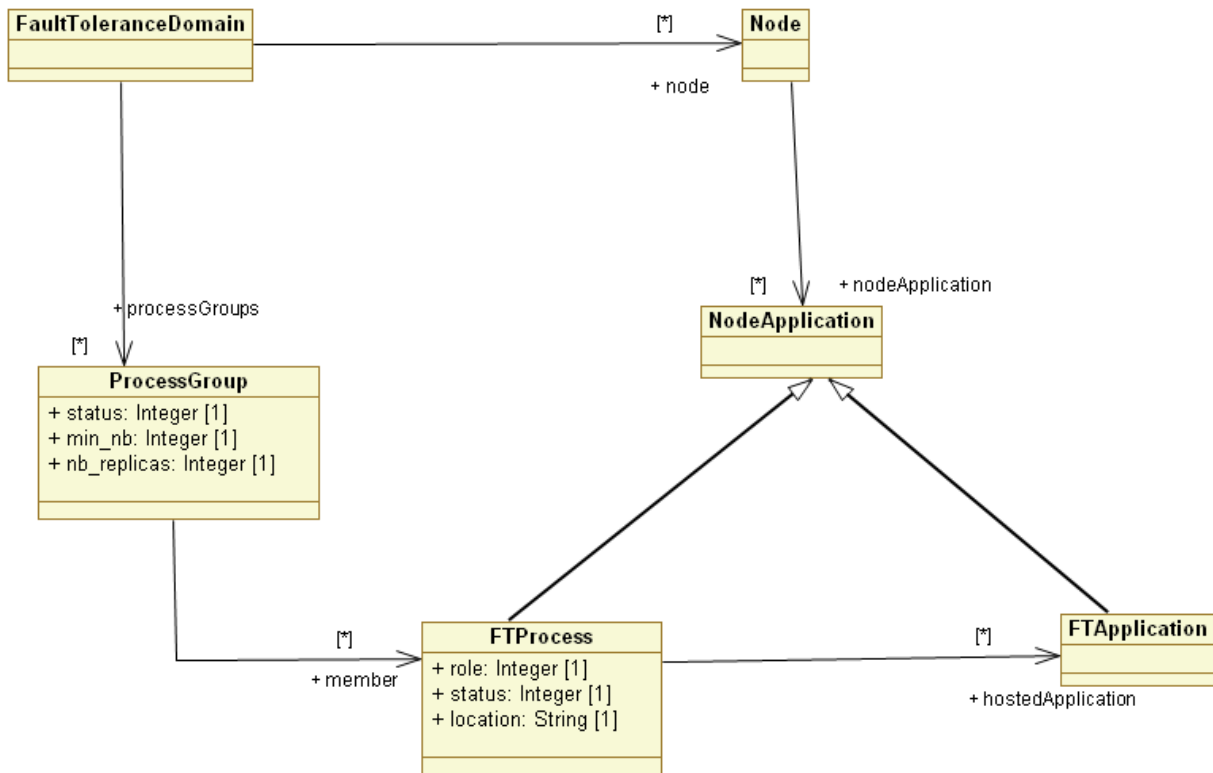 FaultToleranceDomain
Node
[*]
+ node
[*]
+ nodeApplication
NodeApplication
+ processGroups
[*]
ProcessGroup
+ status: Integer [1]
+ min_nb: Integer [1]
+ nb_replicas: Integer [1]
[*]
+ member
FTProcess
+ role: Integer [1]
+ status: Integer [1]
+ location: String [1]
[*]
+ hostedApplication
FTApplication